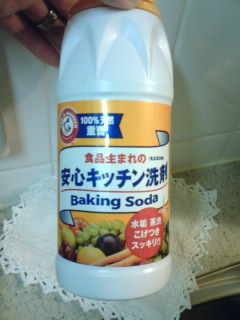 100%天然
重曹
食品生まれの
安心キッチン洗剤
Baking Soda
水垢 茶渋
こげつき
スッキリ!!